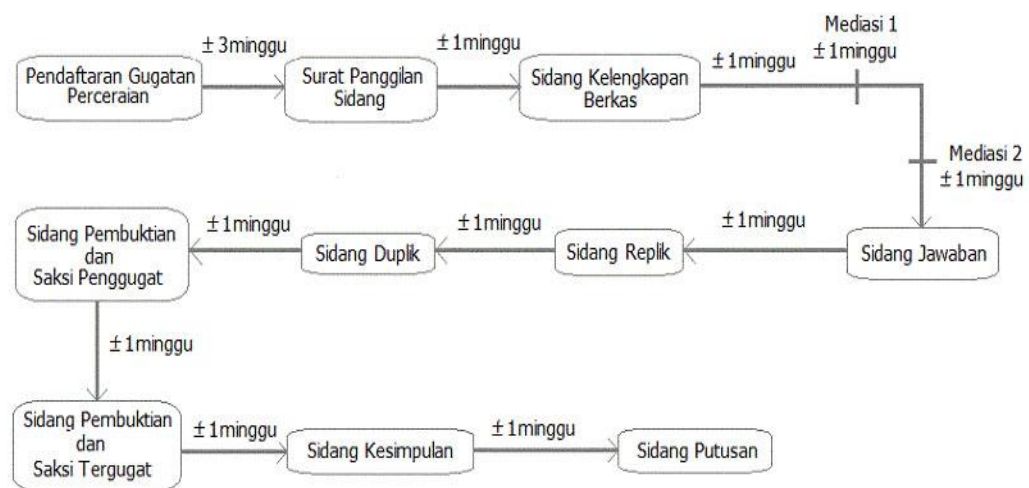 Pendaftaran Gugatan
Perceraian
± 3minggu
Surat Panggilan
Sidang
± 1minggu
Sidang Kelengkapan
Berkas
± 1minggu
Mediasi 1
± 1minggu
Mediasi 2
± 1minggu
Sidang Jawaban
± 1minggu
Sidang Replik
± 1minggu
Sidang Duplik
± 1minggu
Sidang Pembuktian
dan
Saksi Penggugat
± 1minggu
Sidang Pembuktian
dan
Saksi Tergugat
± 1minggu
Sidang Kesimpulan
± 1minggu
Sidang Putusan